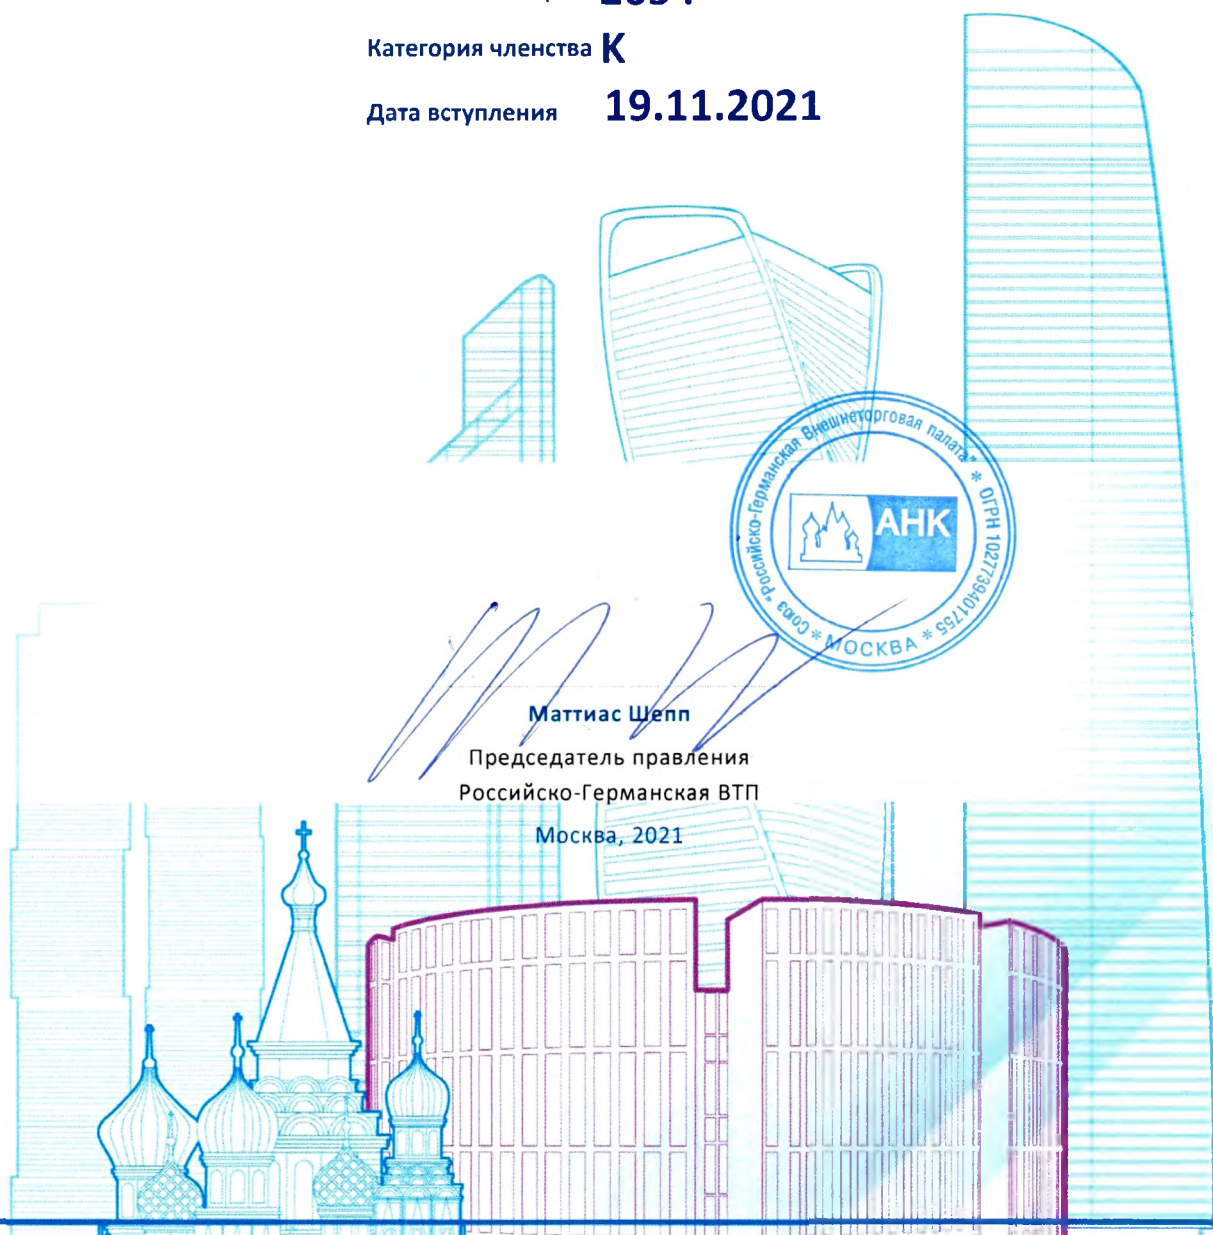 Категория членства К
Дата вступления 19.11.2021
Союз "Российско-Германская Внешнеторговая палата" * ОГРН 1027739401755 * МОСКВА *
АНК
Маттиас Шепп
Председатель правления
Российско-Германская ВТП
Москва, 2021